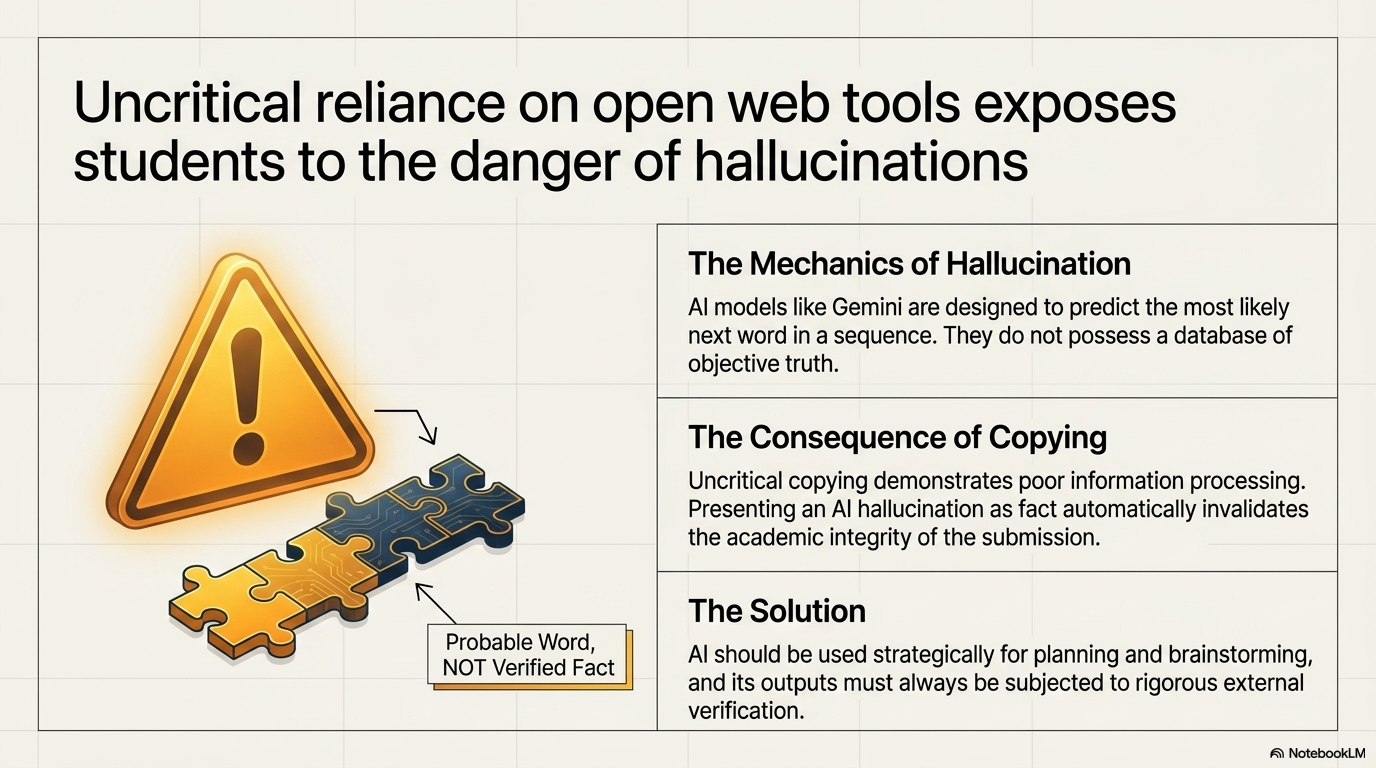 Uncritical reliance on open web tools exposes
students to the danger of hallucinations
The Mechanics of Hallucination
AI models like Gemini are designed to predict the most likely
next word in a sequence. They do not possess a database of
objective truth.
The Consequence of Copying
Uncritical copying demonstrates poor information processing.
Presenting an AI hallucination as fact automatically invalidates
the academic integrity of the submission.
Probable Word,
NOT Verified Fact
The Solution
AI should be used strategically for planning and brainstorming,
and its outputs must always be subjected to rigorous external
verification.
NotebookLM